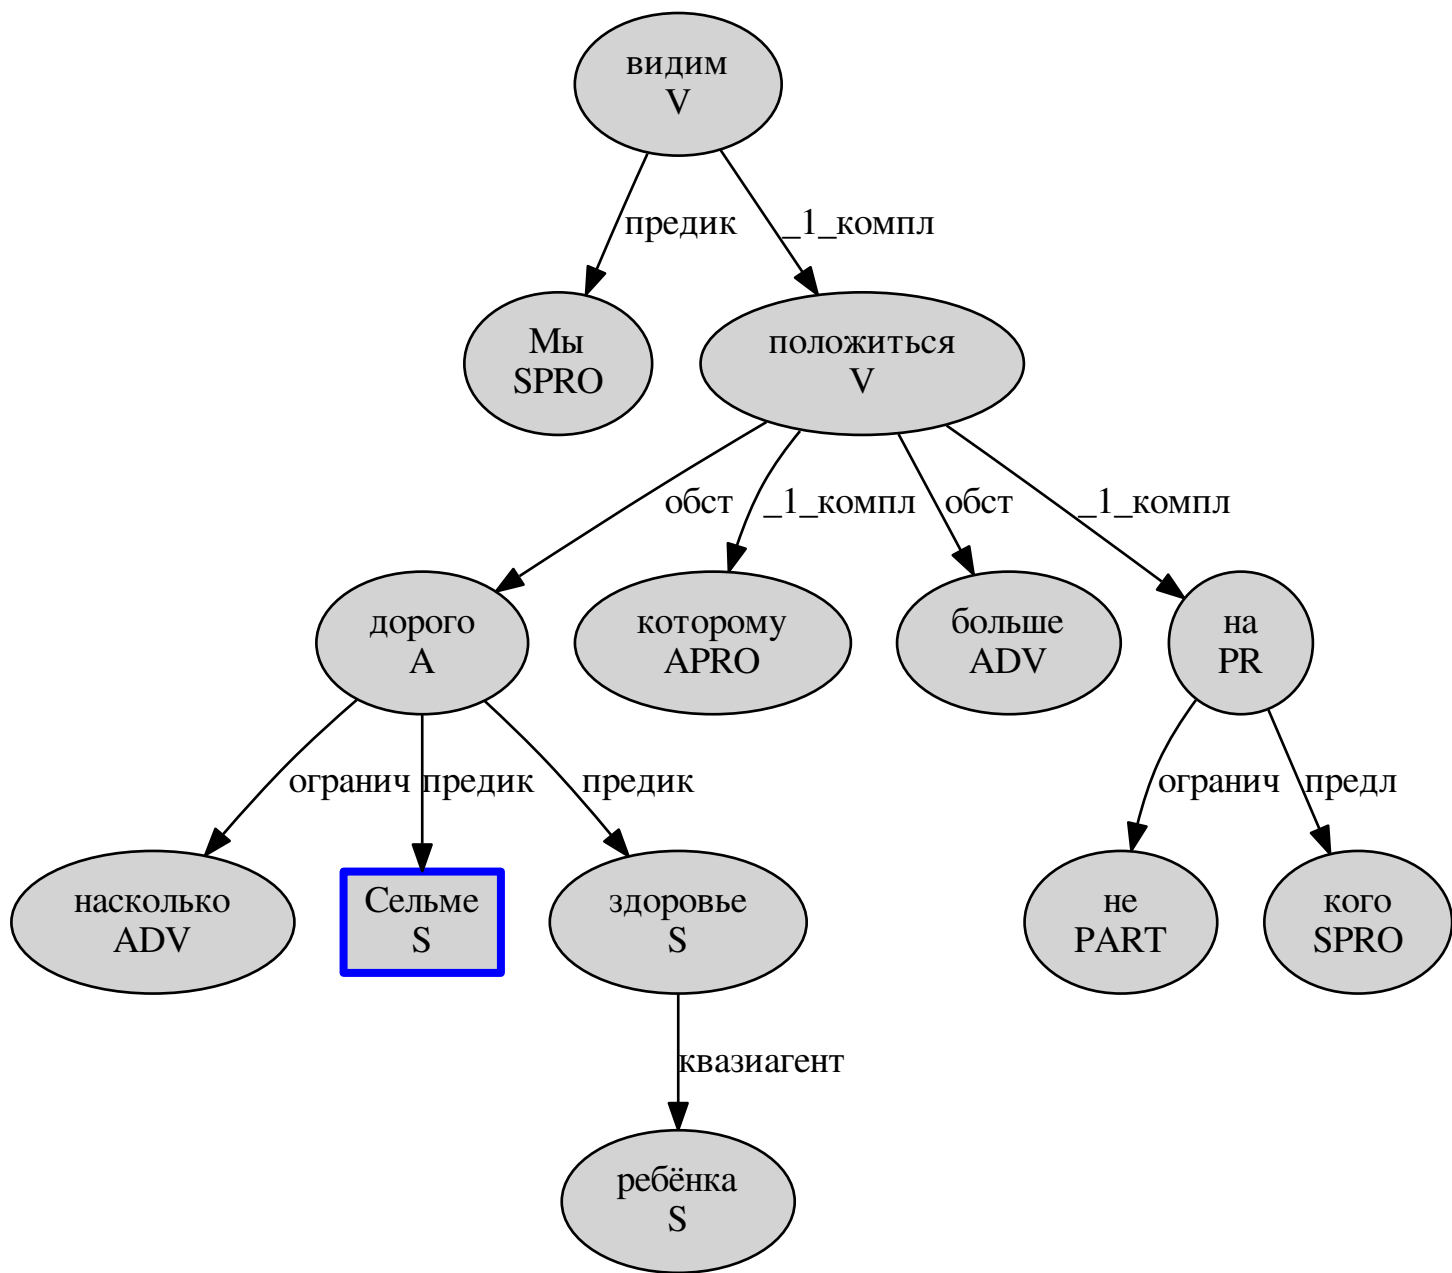 видим
V
предик
_1_компл
Мы
SPRO
положиться
V
обст
_1_компл
обст
_1_компл
дорого
A
которому
APRO
больше
ADV
на
PR
огранич
предик
предик
огранич
предл
насколько
ADV
Сельме
S
здоровье
S
не
PART
кого
SPRO
квазиагент
ребёнка
S